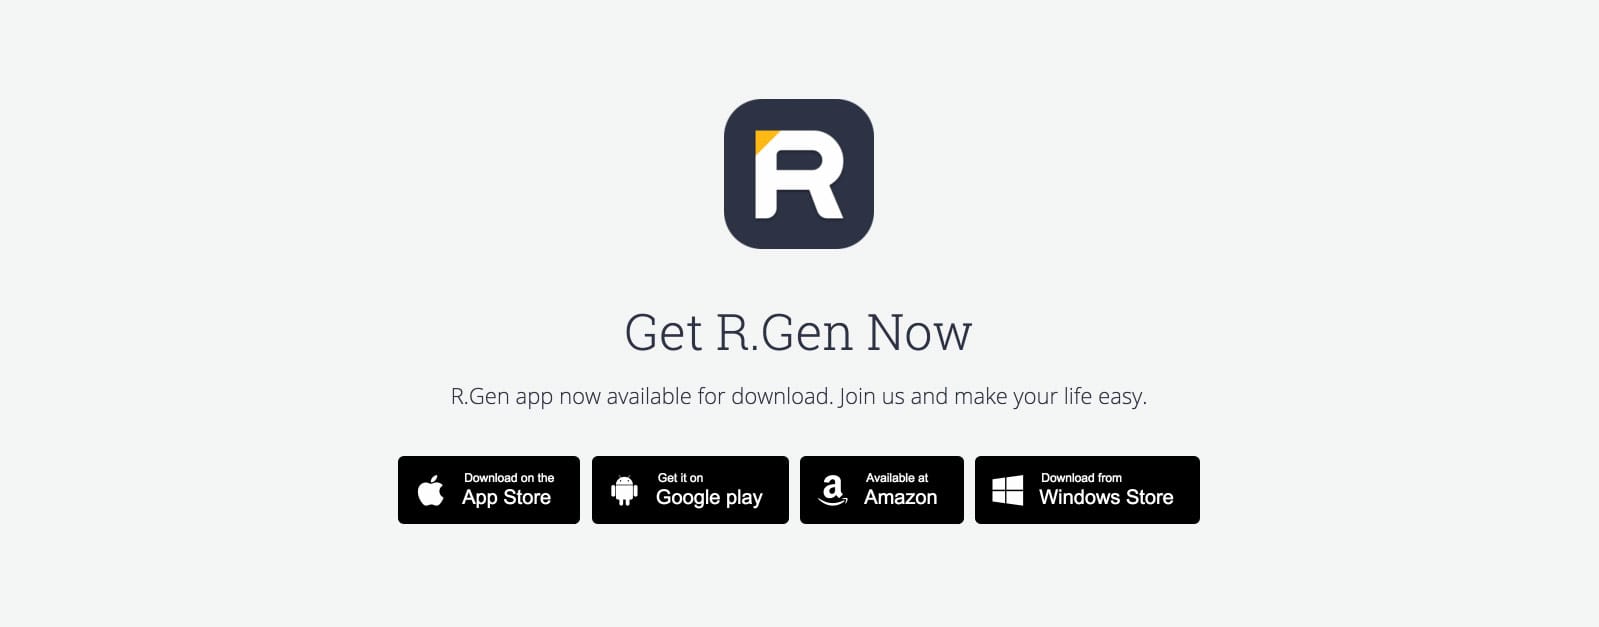 R
Get R.Gen Now
R.Gen app now available for download. Join us and make your life easy.
Download on the
App Store
Get it on
Google play
a
Available at
Amazon
Download from
Windows Store